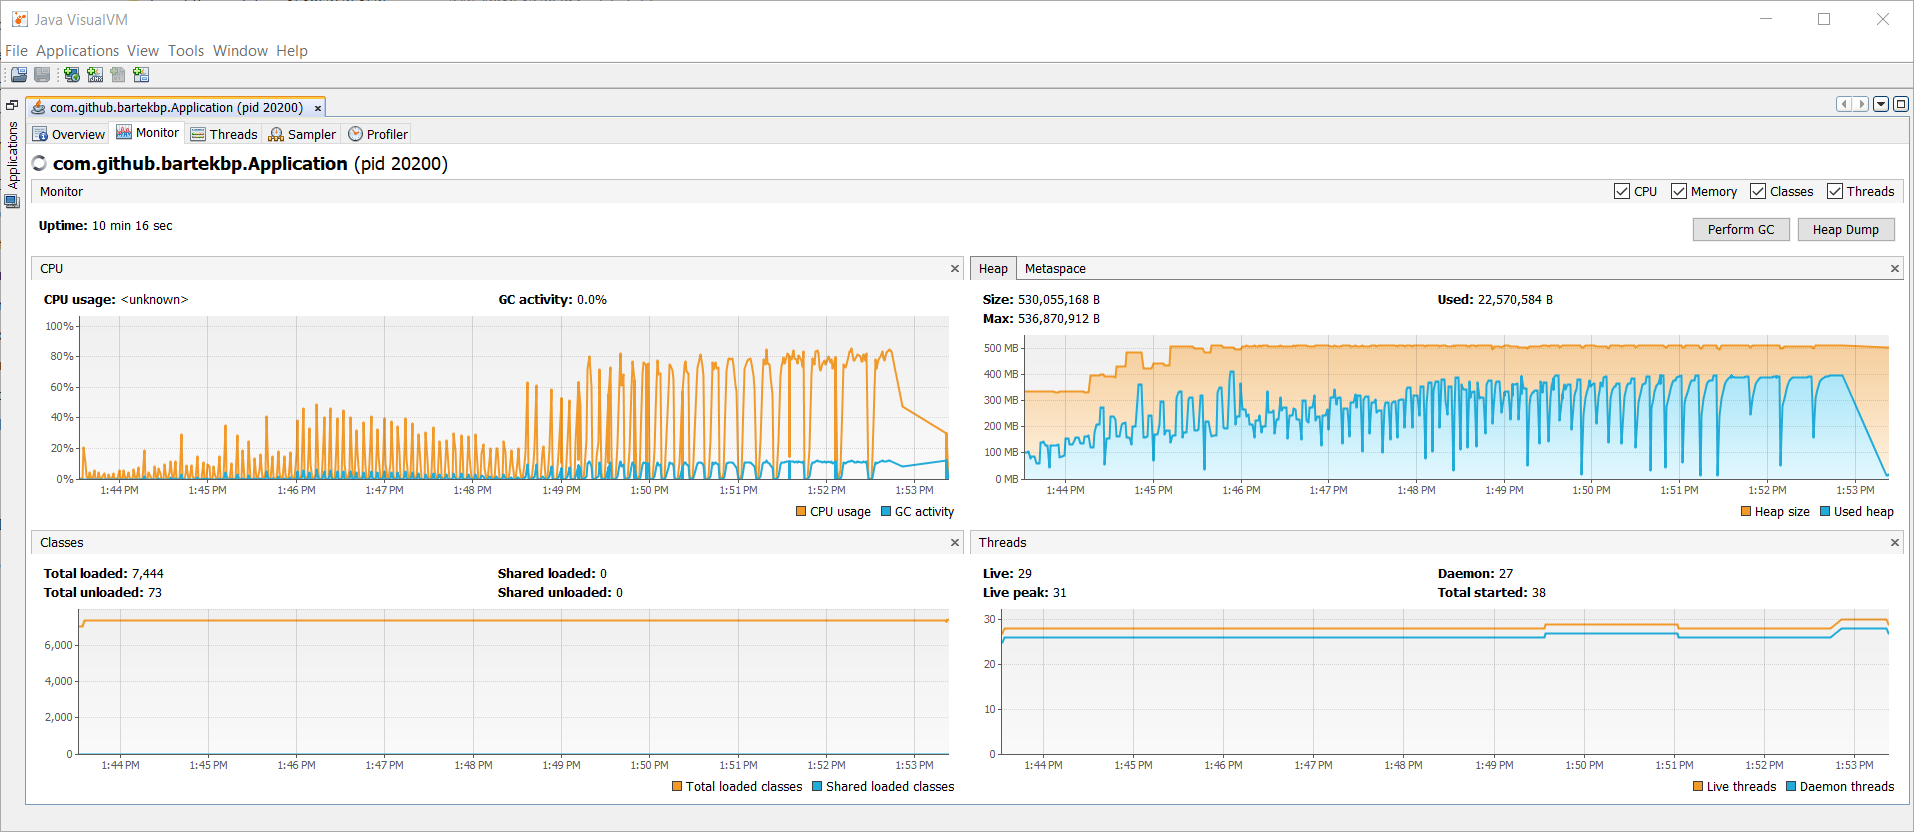 Java VisualVM
File Applications View Tools Window Help
Applications
com.github.bartekbp.Application (pid 20200)
Overview Monitor Threads Sampler Profiler
com.github.bartekbp.Application (pid 20200)
Monitor CPU Memory Classes Threads
Uptime: 10 min 16 sec
Perform GC Heap Dump
CPU
CPU usage: <unknown> GC activity: 0.0%
100%
80%
60%
40%
20%
0%
1:44 PM 1:45 PM 1:46 PM 1:47 PM 1:48 PM 1:49 PM 1:50 PM 1:51 PM 1:52 PM 1:53 PM
CPU usage GC activity
Heap Metaspace
Size: 530,055,168 B Used: 22,570,584 B
Max: 536,870,912 B
500 MB
400 MB
300 MB
200 MB
100 MB
0 MB
1:44 PM 1:45 PM 1:46 PM 1:47 PM 1:48 PM 1:49 PM 1:50 PM 1:51 PM 1:52 PM 1:53 PM
Heap size Used heap
Classes
Total loaded: 7,444 Shared loaded: 0
Total unloaded: 73 Shared unloaded: 0
6,000
4,000
2,000
0
1:44 PM 1:45 PM 1:46 PM 1:47 PM 1:48 PM 1:49 PM 1:50 PM 1:51 PM 1:52 PM 1:53 PM
Total loaded classes Shared loaded classes
Threads
Live: 29 Daemon: 27
Live peak: 31 Total started: 38
30
20
10
0
1:44 PM 1:45 PM 1:46 PM 1:47 PM 1:48 PM 1:49 PM 1:50 PM 1:51 PM 1:52 PM 1:53 PM
Live threads Daemon threads